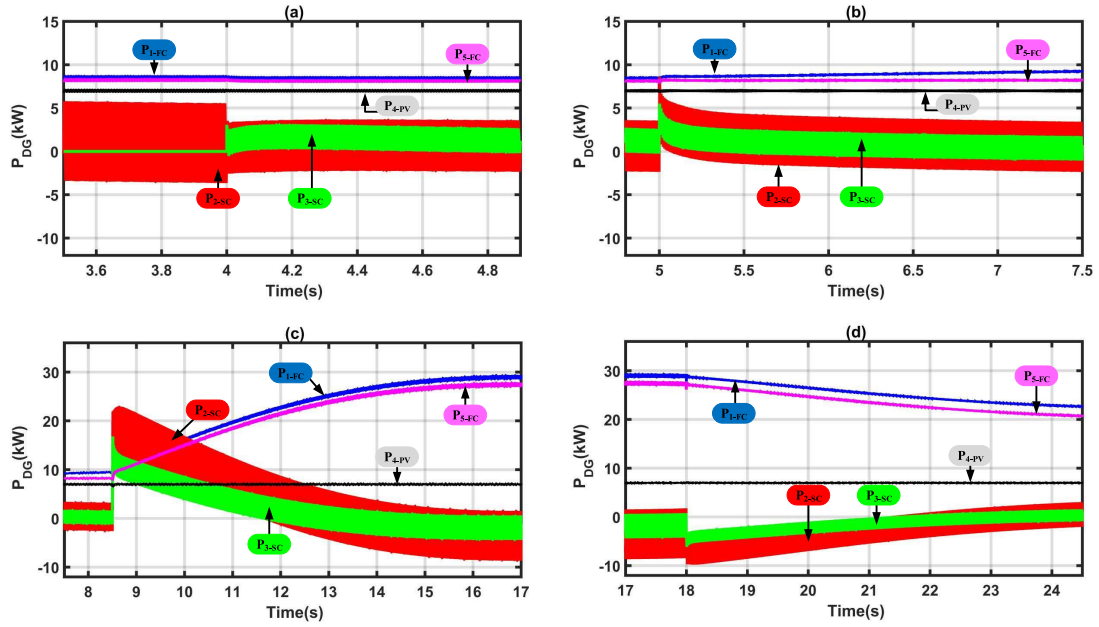 (a)
P_DG(kW)
15
10
5
0
-5
-10
P1-FC
P5-FC
P4-PV
P2-SC
P3-SC
3.6 3.8 4 4.2 4.4 4.6 4.8
Time(s)
(b)
P_DG(kW)
15
10
5
0
-5
-10
P1-FC
P5-FC
P4-PV
P2-SC
P3-SC
5 5.5 6 6.5 7 7.5
Time(s)
(c)
P_DG(kW)
30
20
10
0
-10
P1-FC
P2-SC
P5-FC
P4-PV
P3-SC
8 9 10 11 12 13 14 15 16 17
Time(s)
(d)
P_DG(kW)
30
20
10
0
-10
P5-FC
P1-FC
P4-PV
P2-SC
P3-SC
17 18 19 20 21 22 23 24
Time(s)